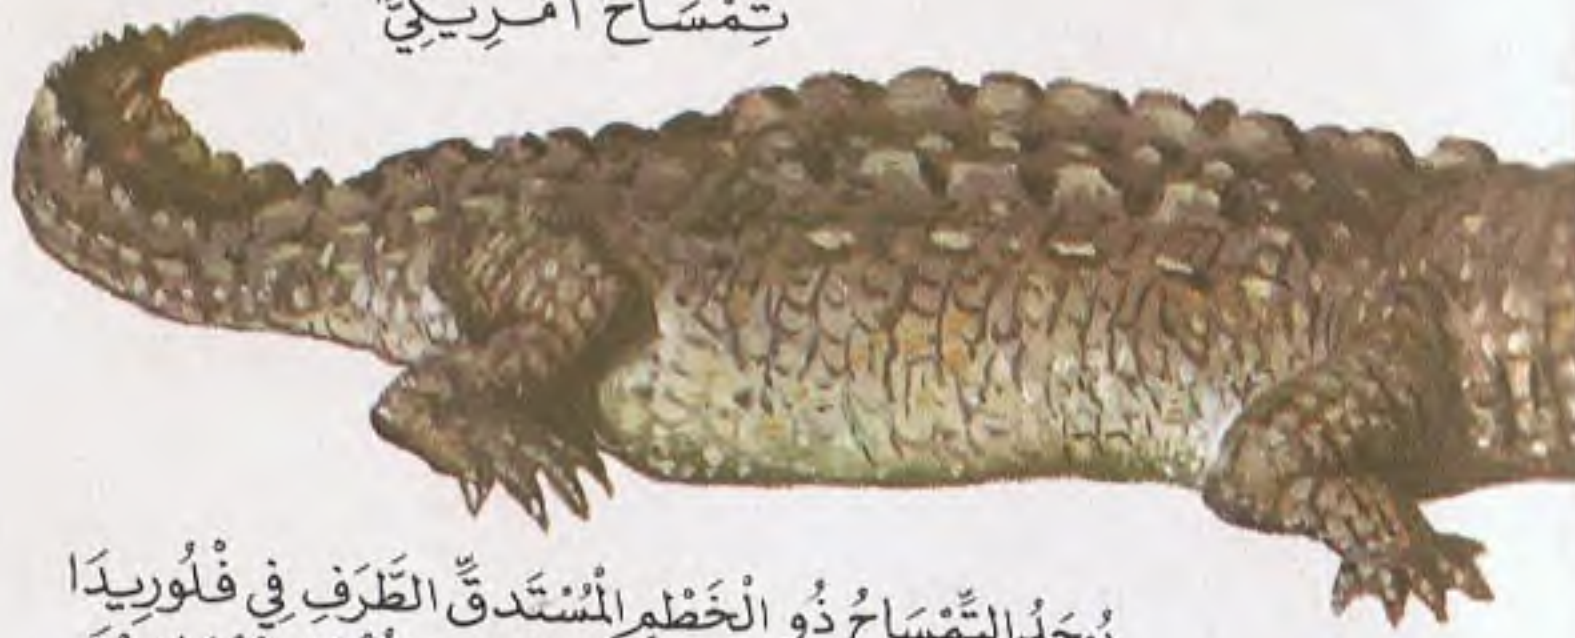 تِمْسَاحٌ أَمْرِيكِيٌّ
يُوجَدُ التِّمْسَاحُ ذُو الْخَطْمِ الْمُسْتَدَقِّ الطَّرَفِ فِي فْلُورِيدَا